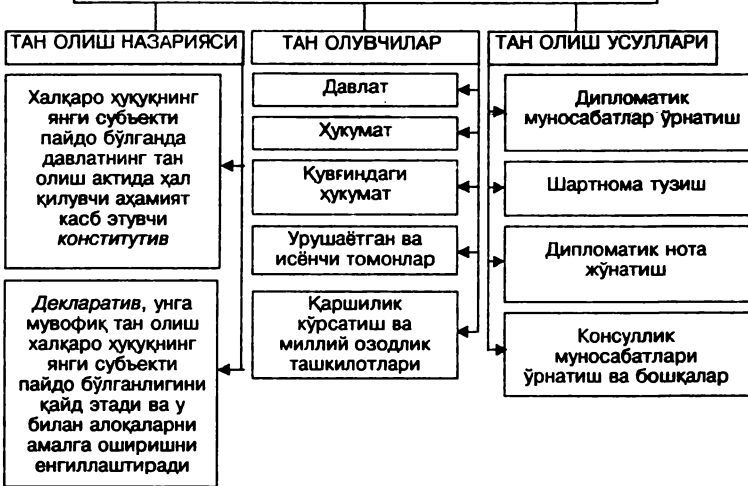 ТАН ОЛИШ НАЗАРИЯСИ
Халқаро ҳуқуқнинг
янги субъекти
пайдо бўлганда
давлатнинг тан
олиш актида ҳал
қилувчи аҳамият
касб этувчи
конститутив
Декларатив, унга
мувофиқ тан олиш
халқаро ҳуқуқнинг
янги субъекти
пайдо бўлганлигини
қайд этади ва у
билан алоқаларни
амалга оширишни
енгиллаштиради
ТАН ОЛУВЧИЛАР
Давлат
Ҳукумат
Қувғиндаги
ҳукумат
Урушаётган ва
исёнчи томонлар
Қаршилик
кўрсатиш ва
миллий озодлик
ташкилотлари
ТАН ОЛИШ УСУЛЛАРИ
Дипломатик
муносабатлар ўрнатиш
Шартнома тузиш
Дипломатик нота
жўнатиш
Консуллик
муносабатлари
ўрнатиш ва бошқалар